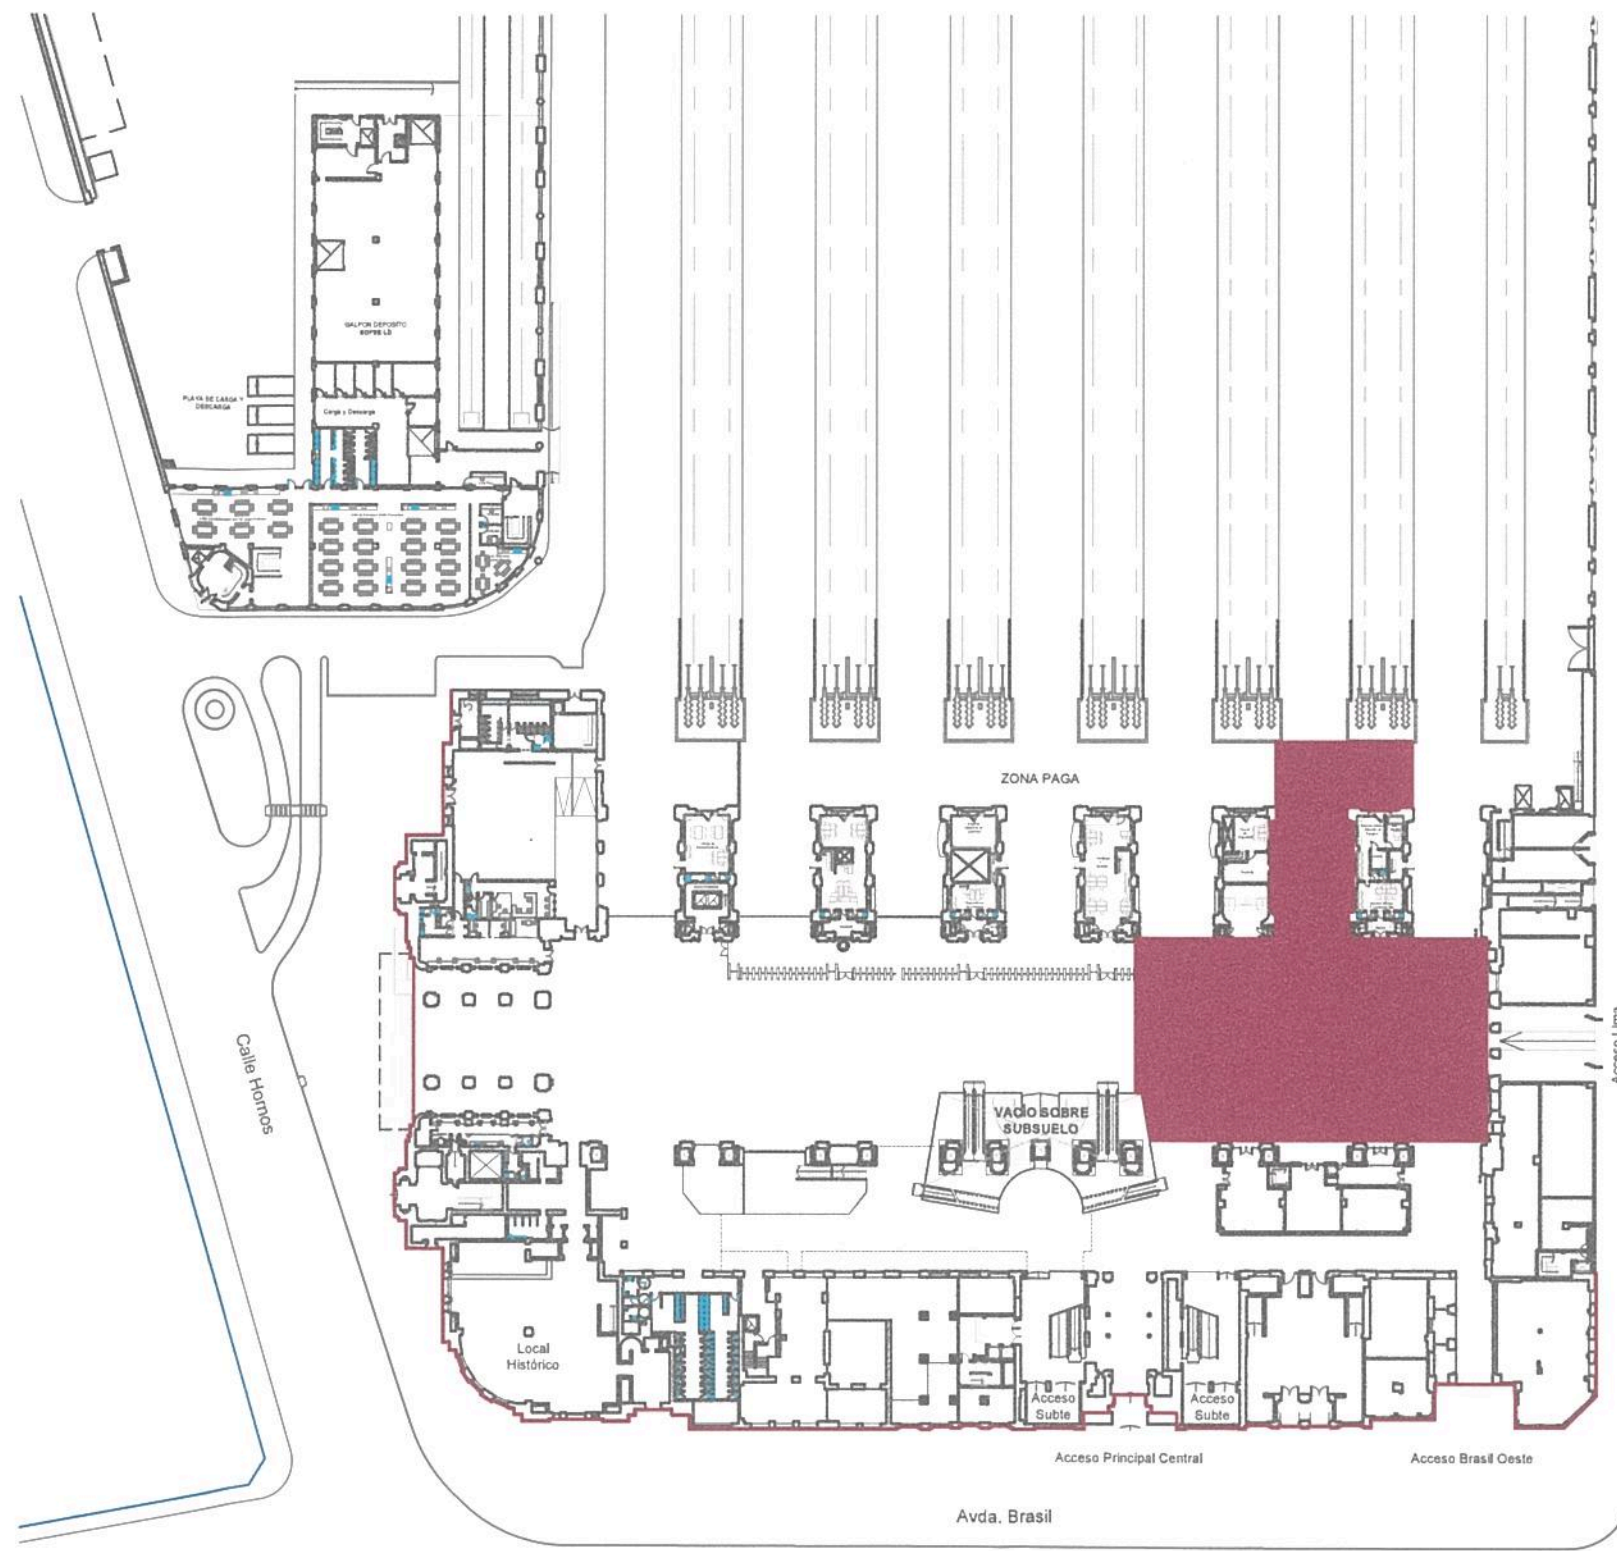 GALPON DEPOSITO
PLAYA DE CARGA Y
DESCARGA
Carga y Descarga
ZONA PAGA
Calle Hornos
VACIO SOBRE
SUBSUELO
Acceso Lima
Local
Histórico
Acceso
Subte
Acceso
Subte
Acceso Principal Central
Acceso Brasil Oeste
Avda. Brasil